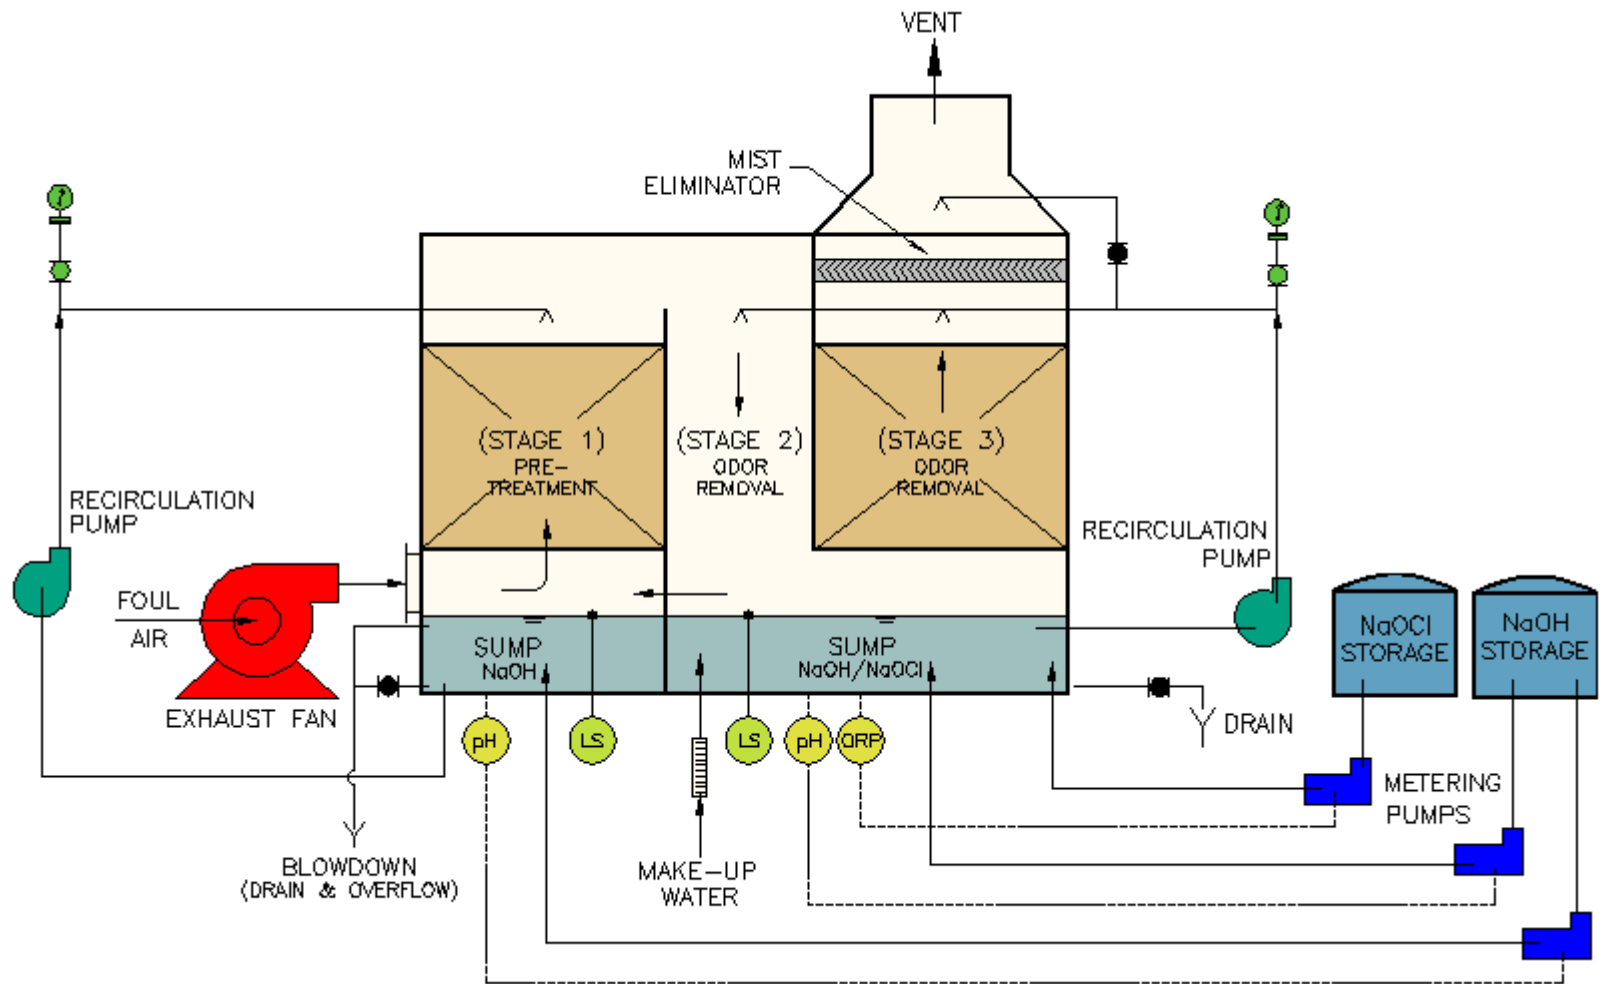 VENT
MIST
ELIMINATOR
(STAGE 1)
PRE-
TREATMENT
(STAGE 2)
ODOR
REMOVAL
(STAGE 3)
ODOR
REMOVAL
RECIRCULATION
PUMP
RECIRCULATION
PUMP
FOUL
AIR
EXHAUST FAN
SUMP
NaOH
SUMP
NaOH/NaOCl
NaOCl
STORAGE
NaOH
STORAGE
pH
LS
LS
pH
ORP
DRAIN
METERING
PUMPS
BLOWDOWN
(DRAIN & OVERFLOW)
MAKE-UP
WATER